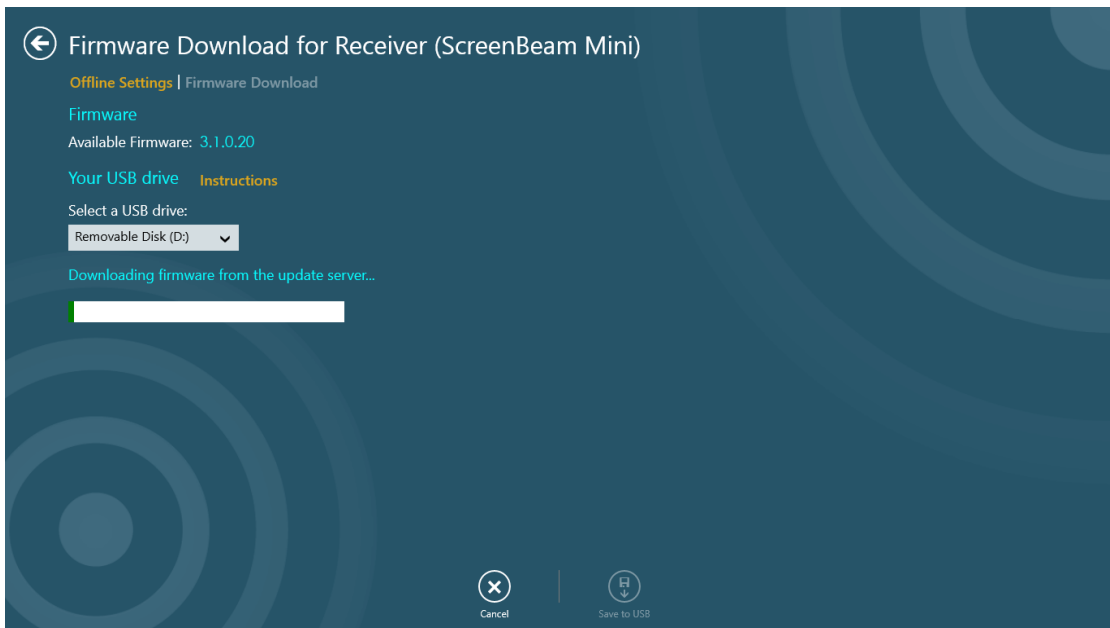 Firmware Download for Receiver (ScreenBeam Mini)
Offline Settings | Firmware Download
Firmware
Available Firmware: 3.1.0.20
Your USB drive Instructions
Select a USB drive:
Removable Disk (D:)
Downloading firmware from the update server...
Cancel Save to USB